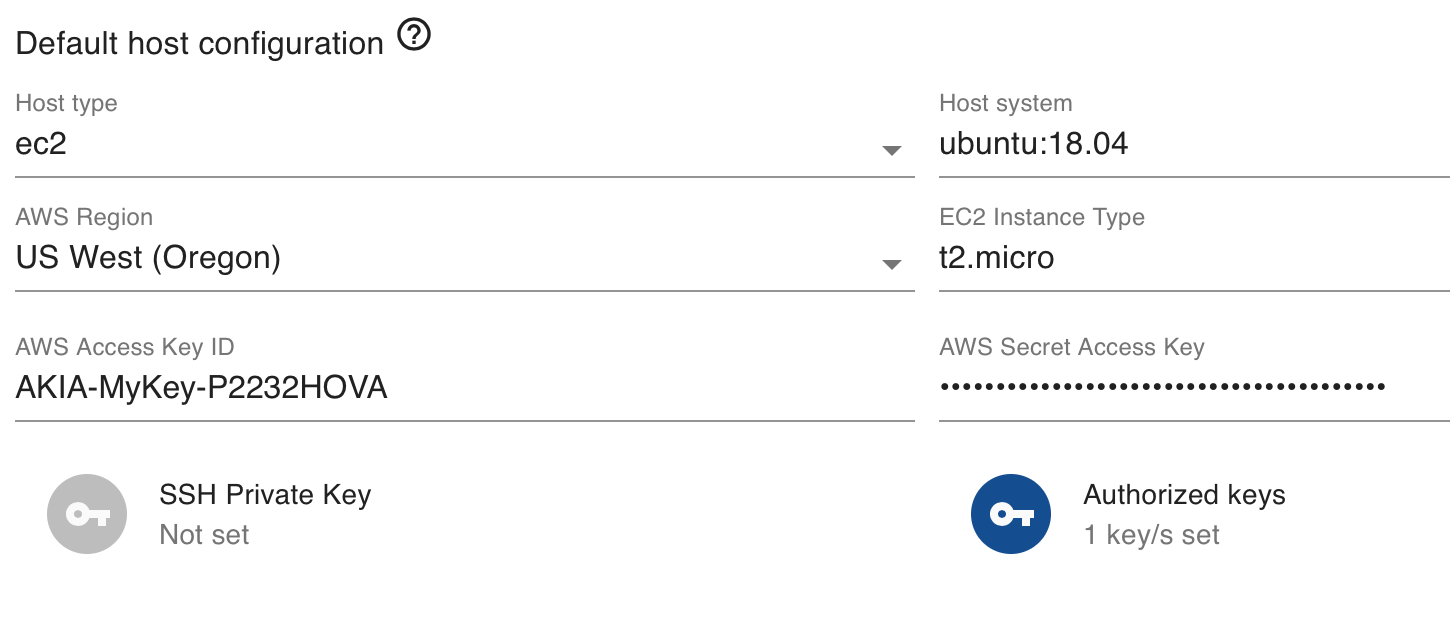 Default host configuration ?
Host type
ec2
Host system
ubuntu:18.04
AWS Region
US West (Oregon)
EC2 Instance Type
t2.micro
AWS Access Key ID
AKIA-MyKey-P2232HOVA
AWS Secret Access Key
••••••••••••••••••••••••••••••••••••••••
SSH Private Key
Not set
Authorized keys
1 key/s set